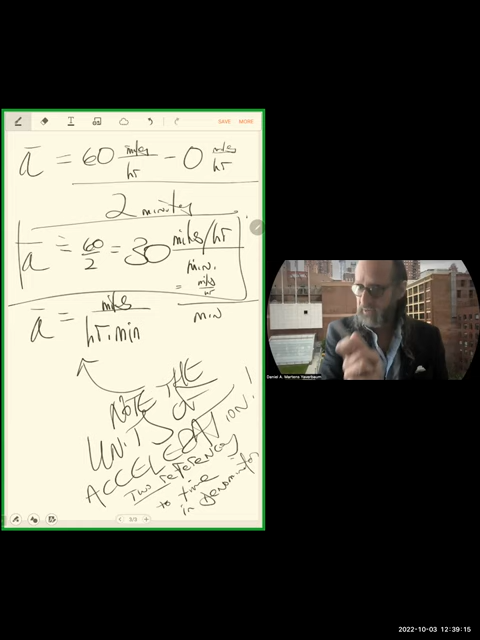 SAVE MORE
ā = 60 miles/hr - 0 miles/hr
2 minutes
ā = 60/2 = 30 miles/hr
min.
= miles/hr
min
ā = miles
hr.min
NOTE THE
UNITS OF
ACCELERATION!
TWO references
to time
in denominator
3/3
Daniel A. Martens Yaverbaum
2022-10-03 12:39:15